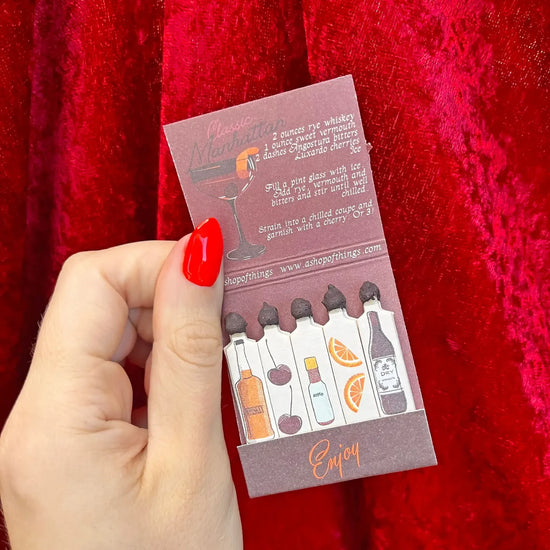 Classic
Manhattan
2 ounces rye whiskey
1 ounce sweet vermouth
2 dashes Angostura bitters
Luxardo cherries
Ice
Fill a pint glass with ice
Add rye, vermouth and
bitters and stir until well
chilled.
Strain into a chilled coupe and
garnish with a cherry. Or 3!
shopofthings www.ashopofthings.com
DRY
Enjoy